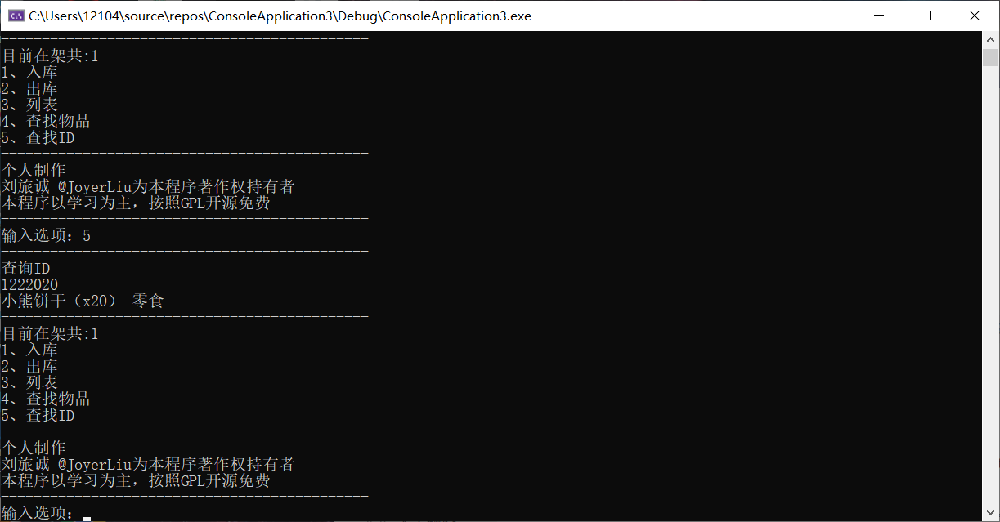 C:\Users\12104\source\repos\ConsoleApplication3\Debug\ConsoleApplication3.exe
---------------------------------------------
目前在架共:1
1、入库
2、出库
3、列表
4、查找物品
5、查找ID
---------------------------------------------
个人制作
刘旅诚 @JoyerLiu为本程序著作权持有者
本程序以学习为主，按照GPL开源免费
---------------------------------------------
输入选项：5
---------------------------------------------
查询ID
1222020
小熊饼干（x20） 零食
---------------------------------------------
目前在架共:1
1、入库
2、出库
3、列表
4、查找物品
5、查找ID
---------------------------------------------
个人制作
刘旅诚 @JoyerLiu为本程序著作权持有者
本程序以学习为主，按照GPL开源免费
---------------------------------------------
输入选项：